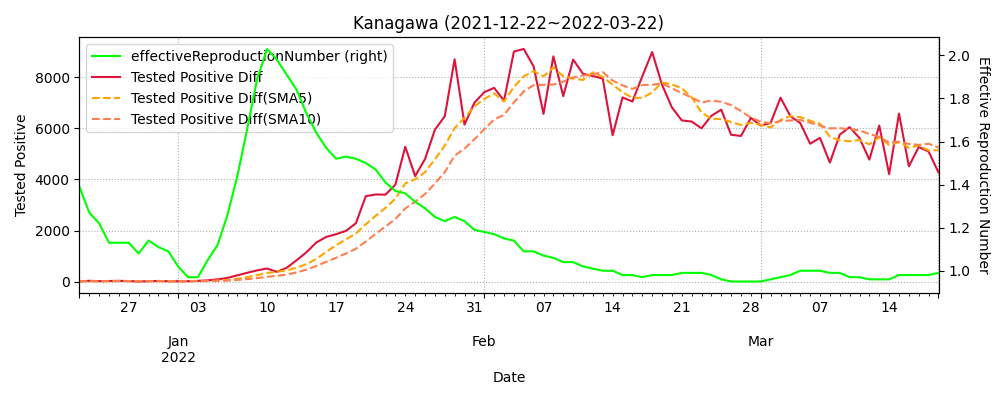 Kanagawa (2021-12-22~2022-03-22)
effectiveReproductionNumber (right)
Tested Positive Diff
Tested Positive Diff(SMA5)
Tested Positive Diff(SMA10)
Tested Positive
8000
6000
4000
2000
0
Effective Reproduction Number
2.0
1.8
1.6
1.4
1.2
1.0
27 03 10 17 24 31 07 14 21 28 07 14
Jan Feb Mar
2022
Date